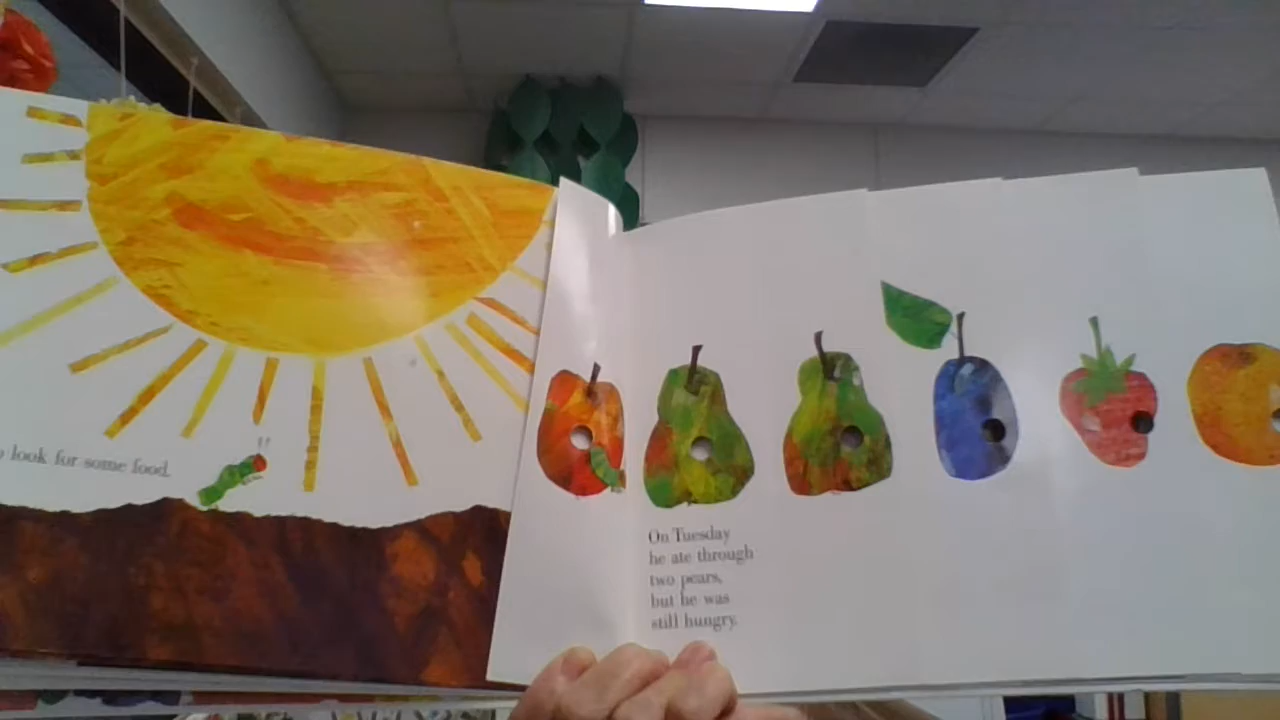 look for some food.
On Tuesday
he ate through
two pears,
but he was
still hungry.